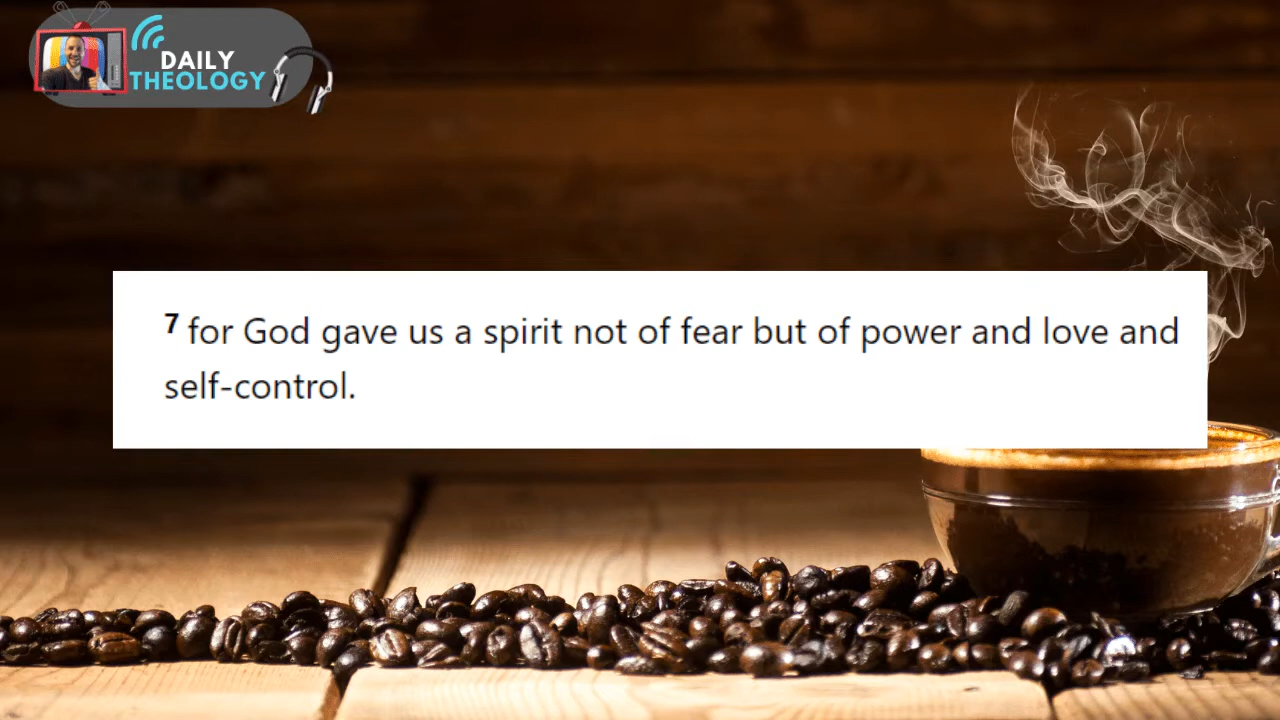 DAILY
THEOLOGY
7 for God gave us a spirit not of fear but of power and love and
self-control.